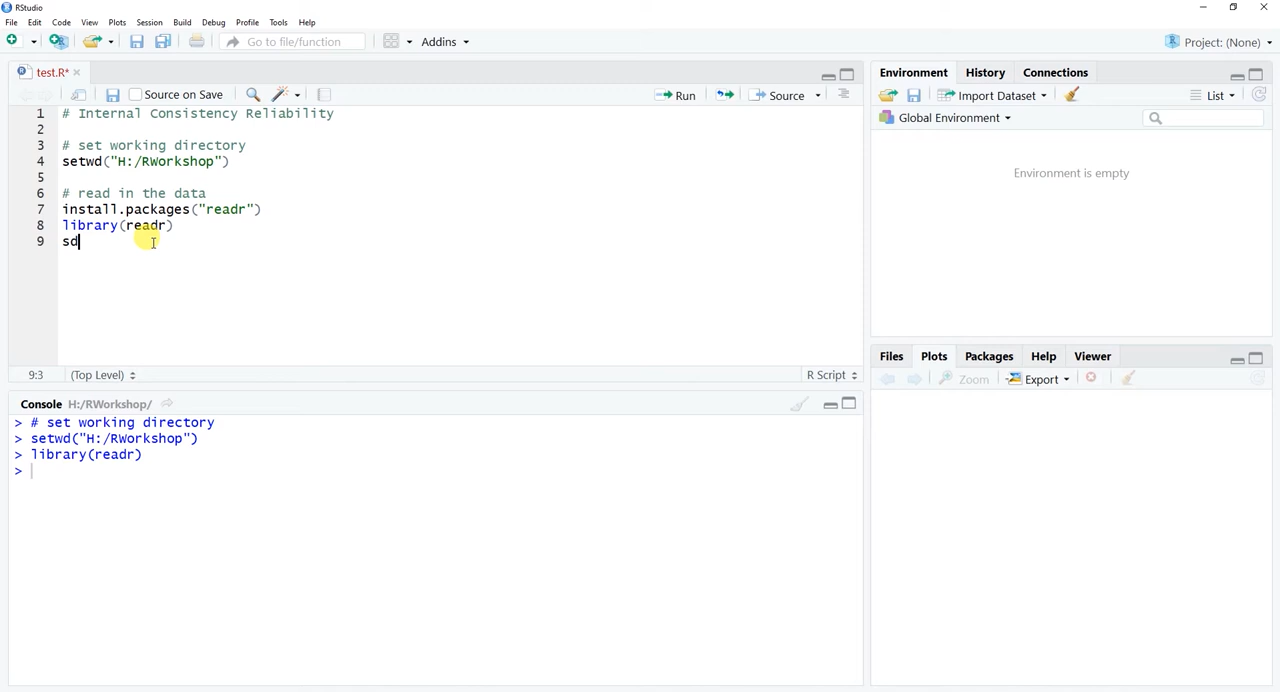 RStudio
File Edit Code View Plots Session Build Debug Profile Tools Help
Go to file/function Addins Project: (None)
test.R*
Source on Save Run Source
1 # Internal Consistency Reliability
2
3 # set working directory
4 setwd("H:/RWorkshop")
5
6 # read in the data
7 install.packages("readr")
8 library(readr)
9 sd
9:3 (Top Level) R Script
Console H:/RWorkshop/
> # set working directory
> setwd("H:/RWorkshop")
> library(readr)
>
Environment History Connections
Import Dataset List
Global Environment
Environment is empty
Files Plots Packages Help Viewer
Zoom Export